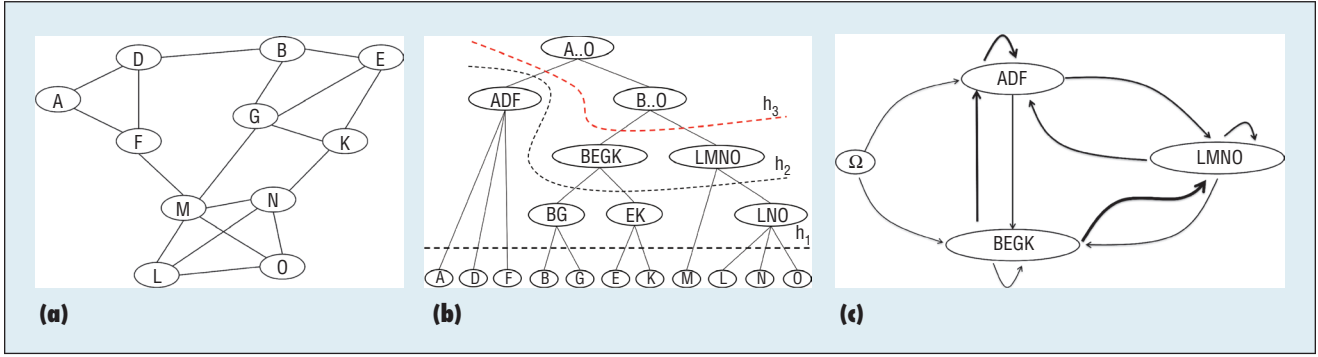 D
B
E
A
G
F
K
M
N
L
O
(a)
A..O
ADF
B..O
h3
BEGK
LMNO
h2
BG
EK
LNO
h1
A
D
F
B
G
E
K
M
L
N
O
(b)
ADF
Ω
LMNO
BEGK
(c)